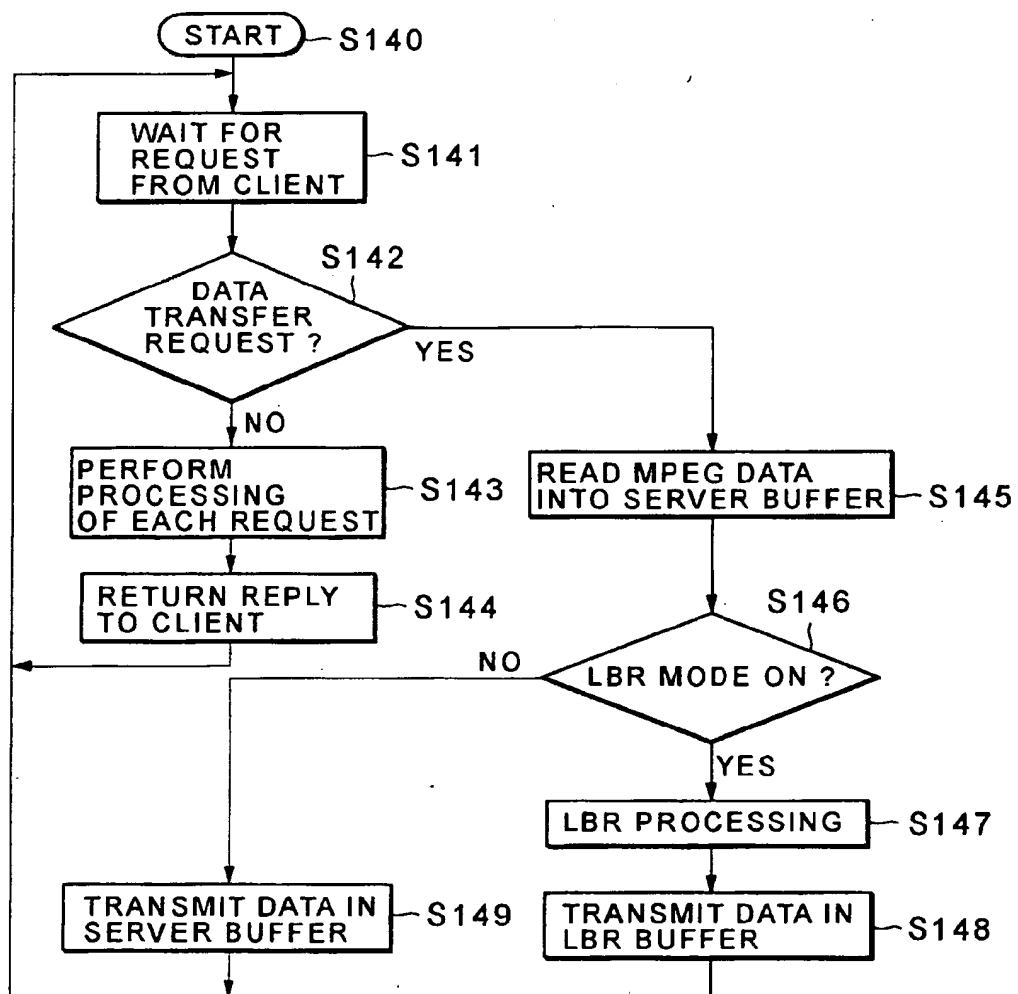 START
S140
WAIT FOR
REQUEST
FROM CLIENT
S141
S142
DATA
TRANSFER
REQUEST ?
YES
NO
PERFORM
PROCESSING
OF EACH REQUEST
S143
READ MPEG DATA
INTO SERVER BUFFER
S145
RETURN REPLY
TO CLIENT
S144
S146
LBR MODE ON ?
NO
YES
LBR PROCESSING
S147
TRANSMIT DATA IN
SERVER BUFFER
S149
TRANSMIT DATA IN
LBR BUFFER
S148